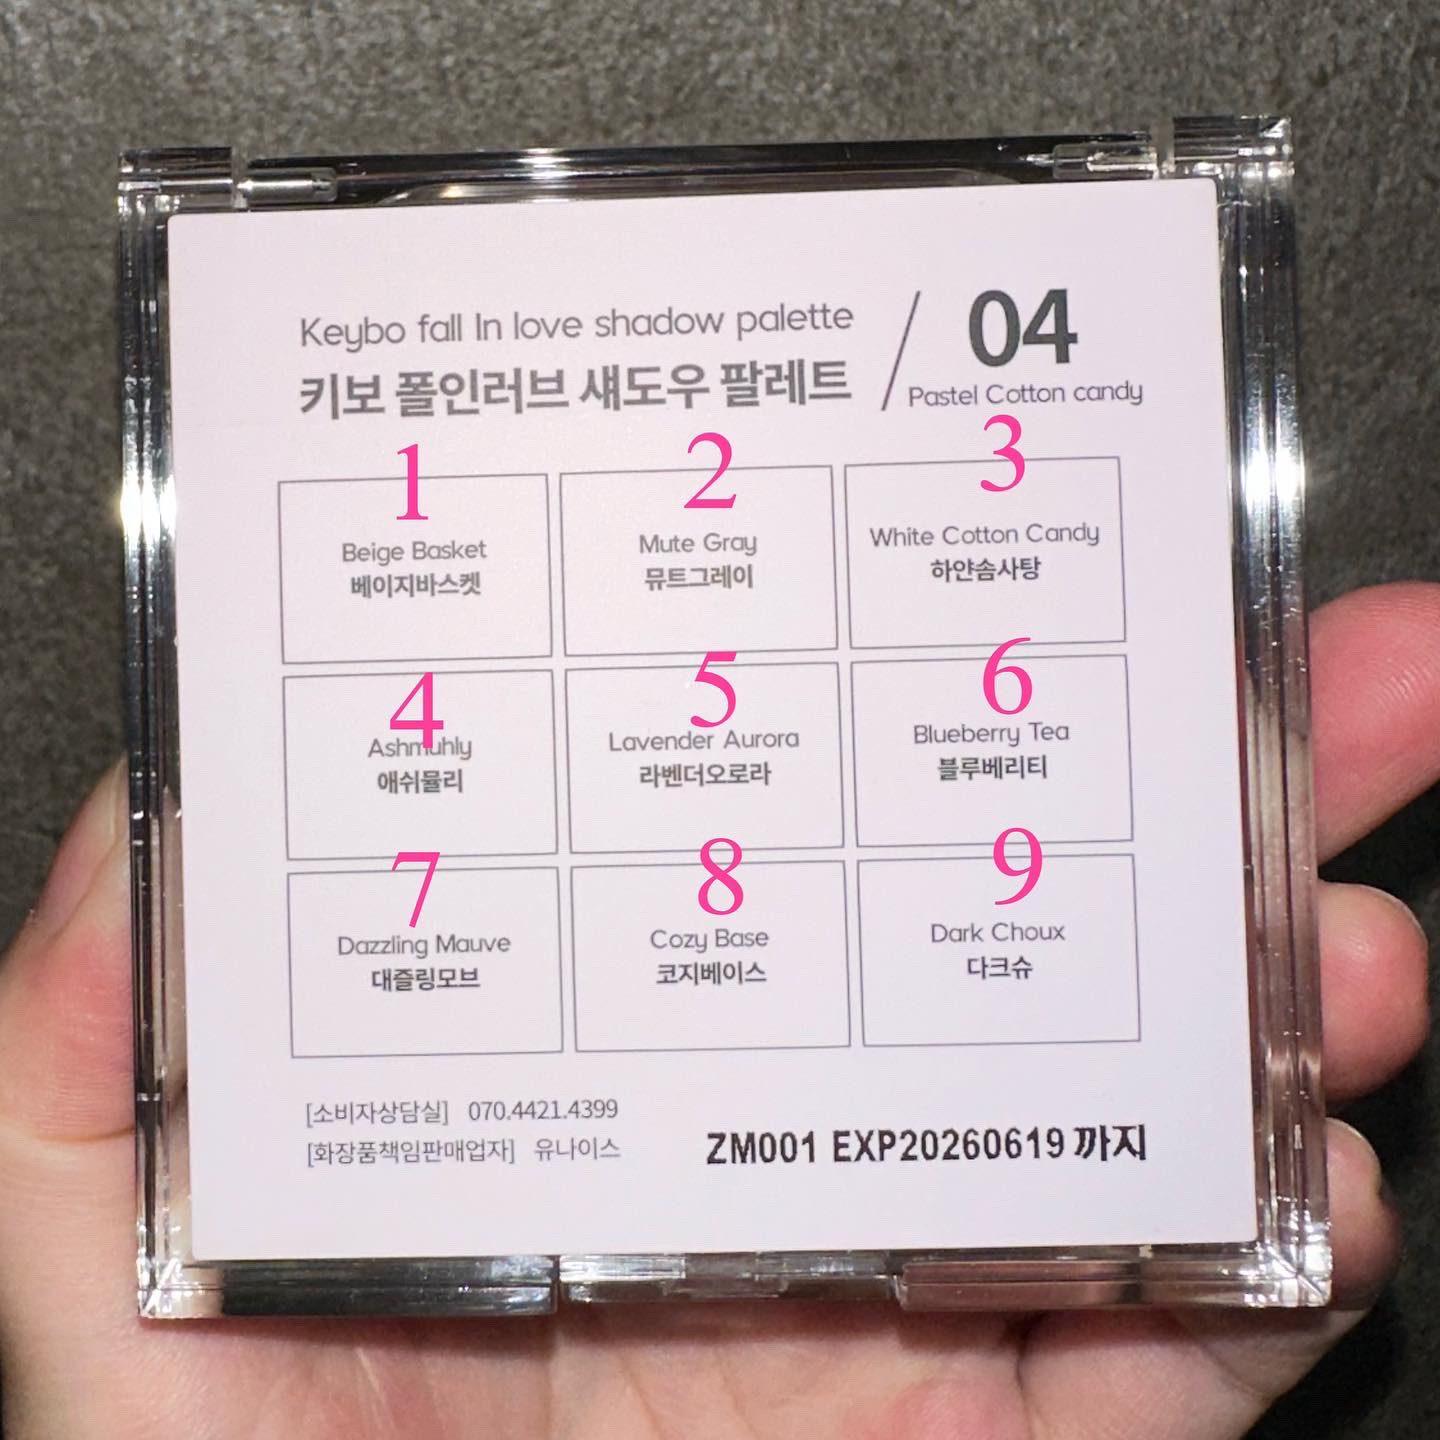 Keybo fall In love shadow palette
키보 폴인러브 섀도우 팔레트
04
Pastel Cotton candy
1
Beige Basket
베이지바스켓
2
Mute Gray
뮤트그레이
3
White Cotton Candy
하얀솜사탕
4
Ashmuhly
애쉬뮬리
5
Lavender Aurora
라벤더오로라
6
Blueberry Tea
블루베리티
7
Dazzling Mauve
대즐링모브
8
Cozy Base
코지베이스
9
Dark Choux
다크슈
[소비자상담실] 070.4421.4399
[화장품책임판매업자] 유나이스
ZM001 EXP20260619 까지